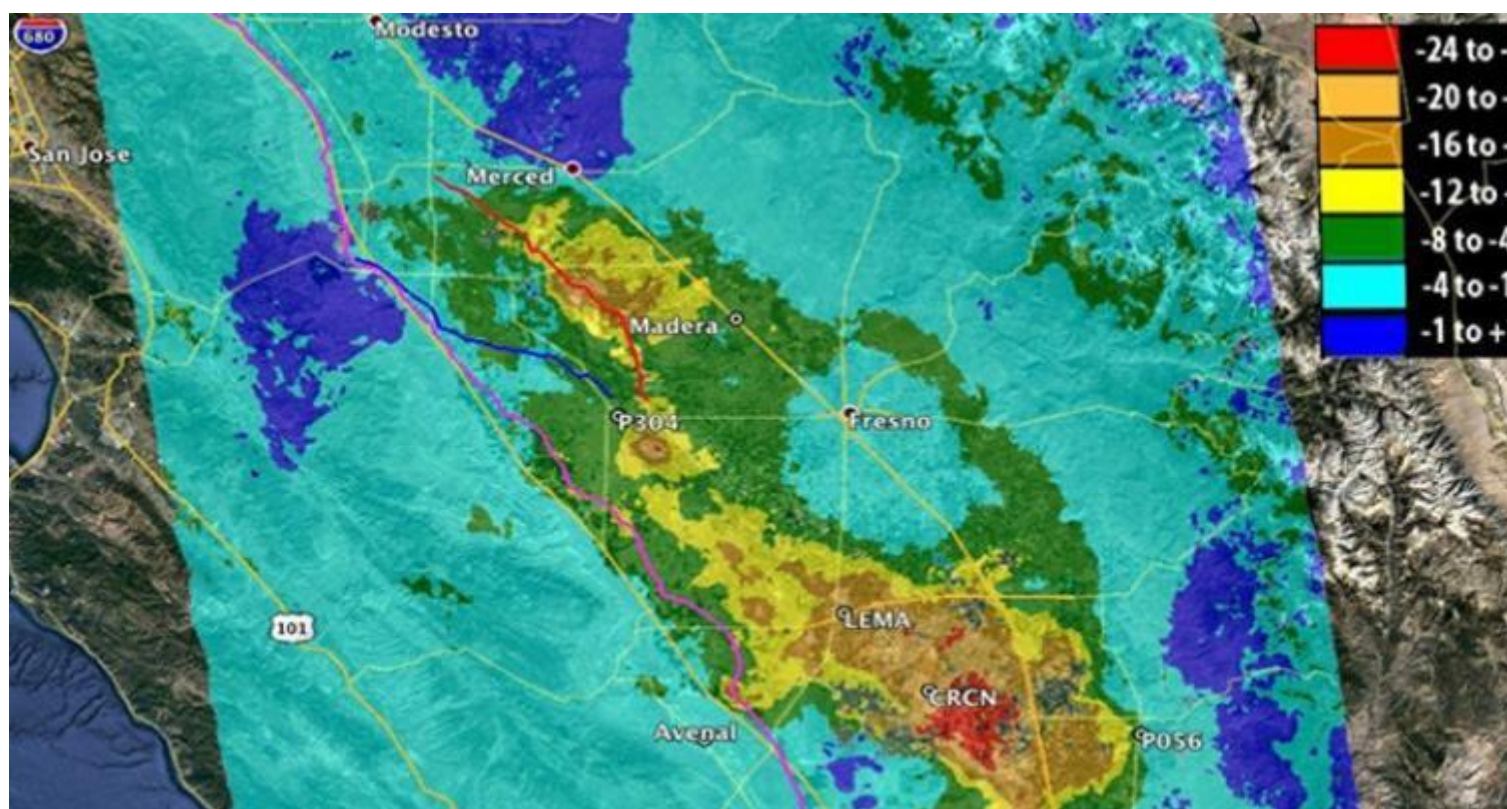 680
Modesto
San Jose
Merced
Madera
P304
Fresno
101
LEMA
CRCN
Avenal
P056
-24 to -
-20 to -
-16 to -
-12 to -
-8 to -4
-4 to -1
-1 to +